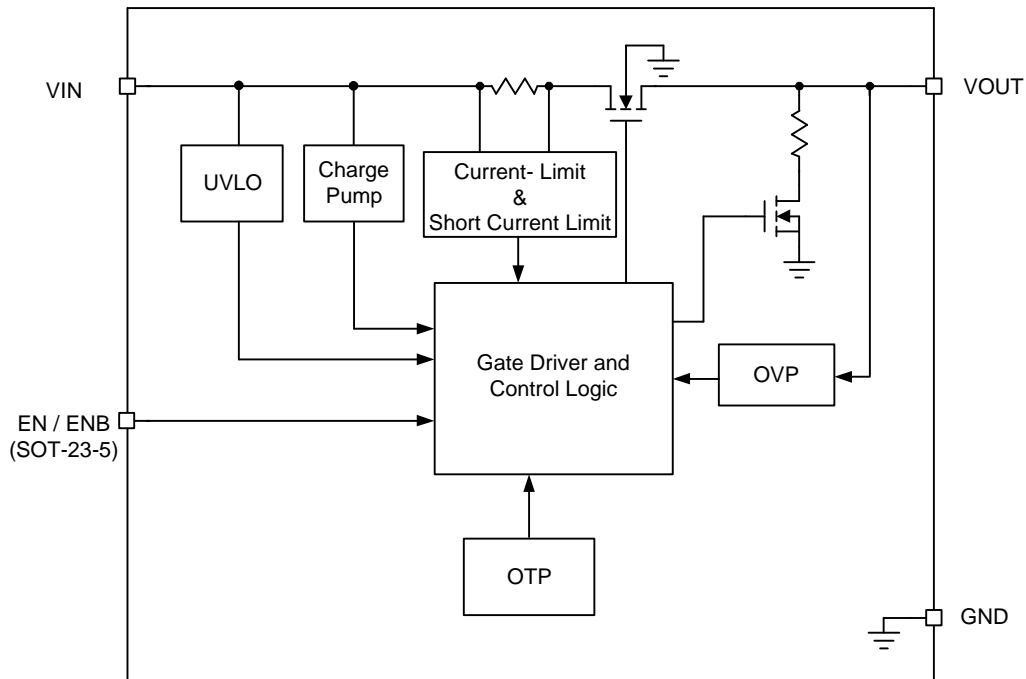 VIN
VOUT
UVLO
Charge
Pump
Current- Limit
&
Short Current Limit
Gate Driver and
Control Logic
OVP
EN / ENB
(SOT-23-5)
OTP
GND